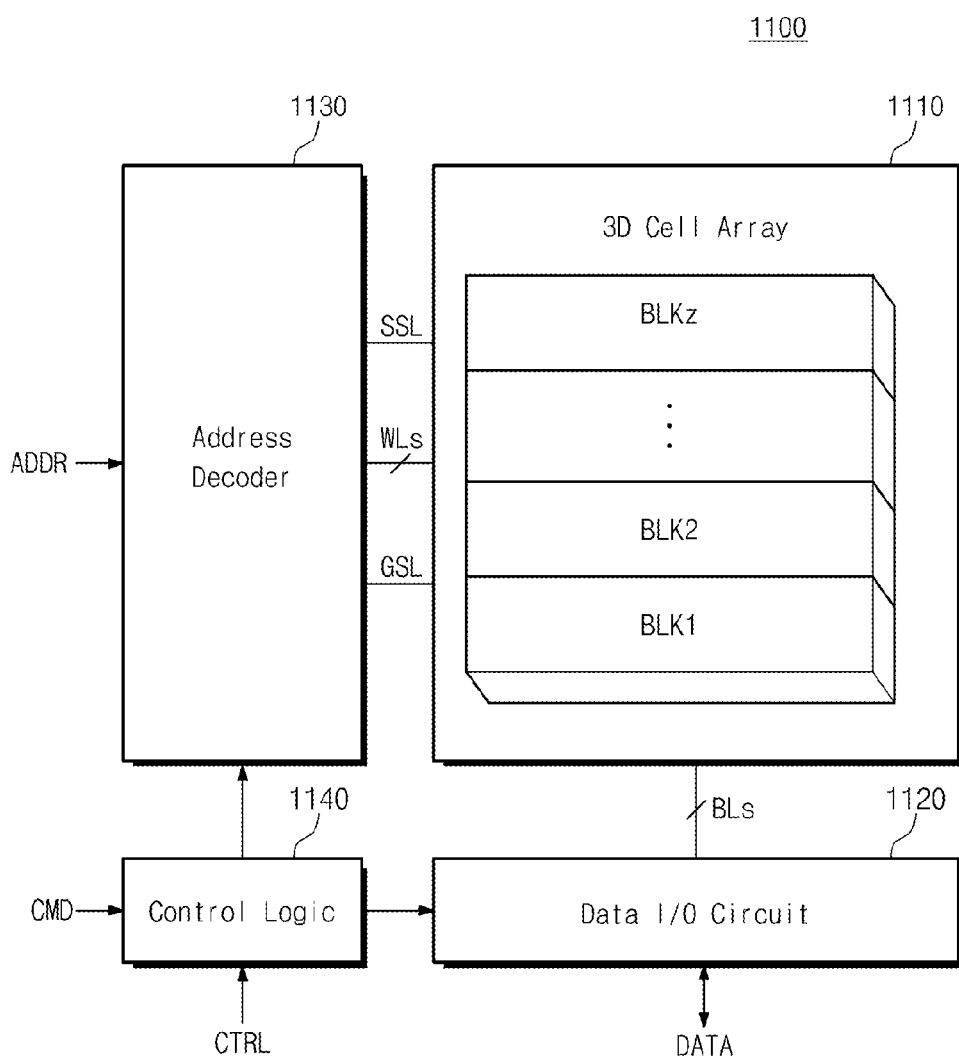 1100
1130
1110
3D Cell Array
BLKz
SSL
Address
Decoder
WLs
ADDR
BLK2
GSL
BLK1
1140
BLs
1120
CMD
Control Logic
Data I/O Circuit
CTRL
DATA